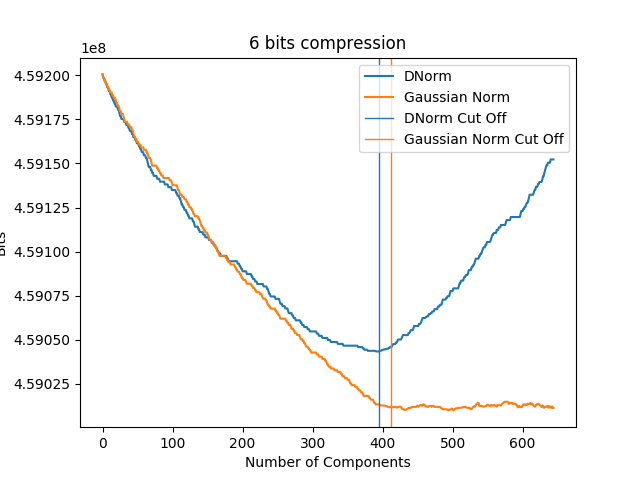 6 bits compression
1e8
4.59200
4.59175
4.59150
4.59125
4.59100
4.59075
4.59050
4.59025
Bits
DNorm
Gaussian Norm
DNorm Cut Off
Gaussian Norm Cut Off
0 100 200 300 400 500 600
Number of Components